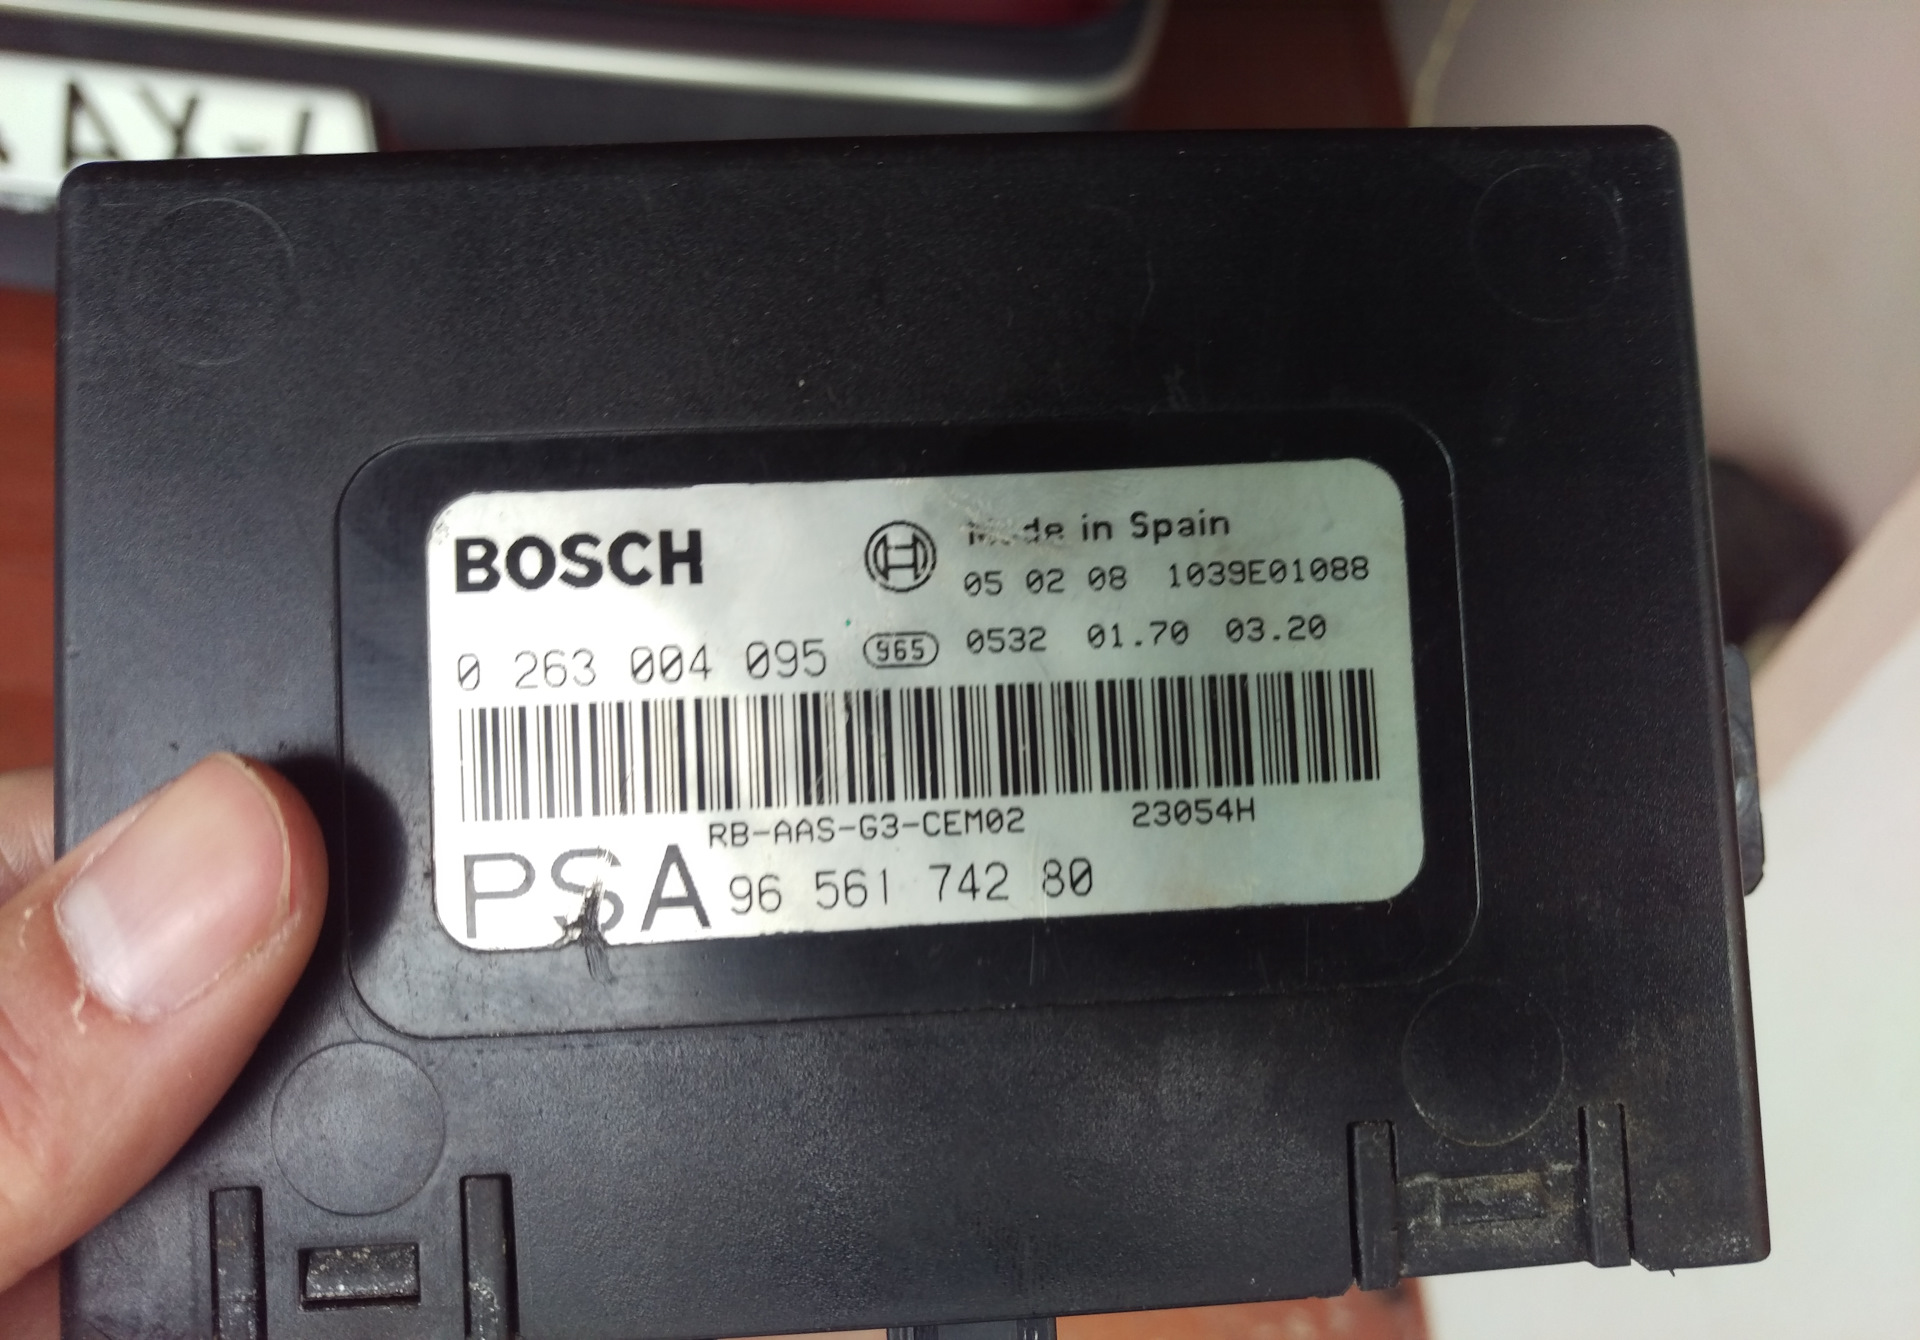 AX-J
BOSCH
Made in Spain
05 02 08 1039E01088
0 263 004 095
965
0532 01.70 03.20
RB-AAS-G3-CEM02 23054H
PSA 96 561 742 80